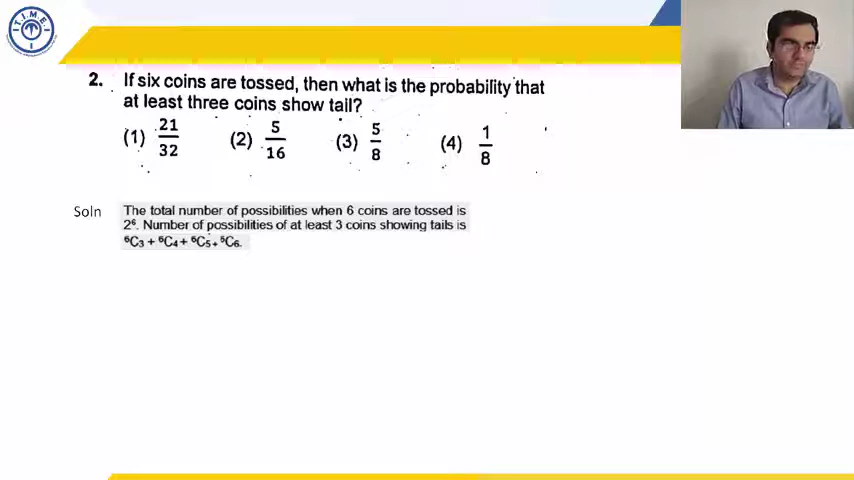 T.I.M.E.
2. If six coins are tossed, then what is the probability that
at least three coins show tail?
(1) 21/32 (2) 5/16 (3) 5/8 (4) 1/8
Soln The total number of possibilities when 6 coins are tossed is
2⁶. Number of possibilities of at least 3 coins showing tails is
⁶C₃ + ⁶C₄ + ⁶C₅ + ⁶C₆.